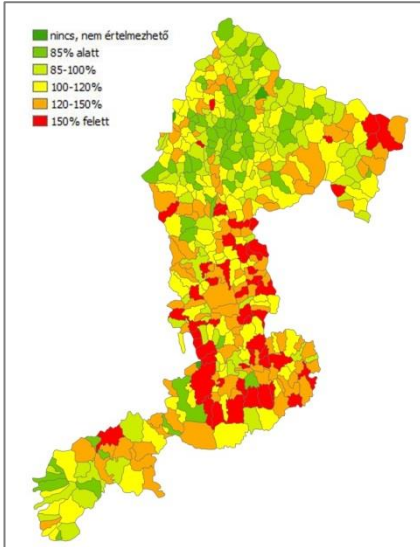 nincs, nem értelmezhető
85% alatt
85-100%
100-120%
120-150%
150% felett